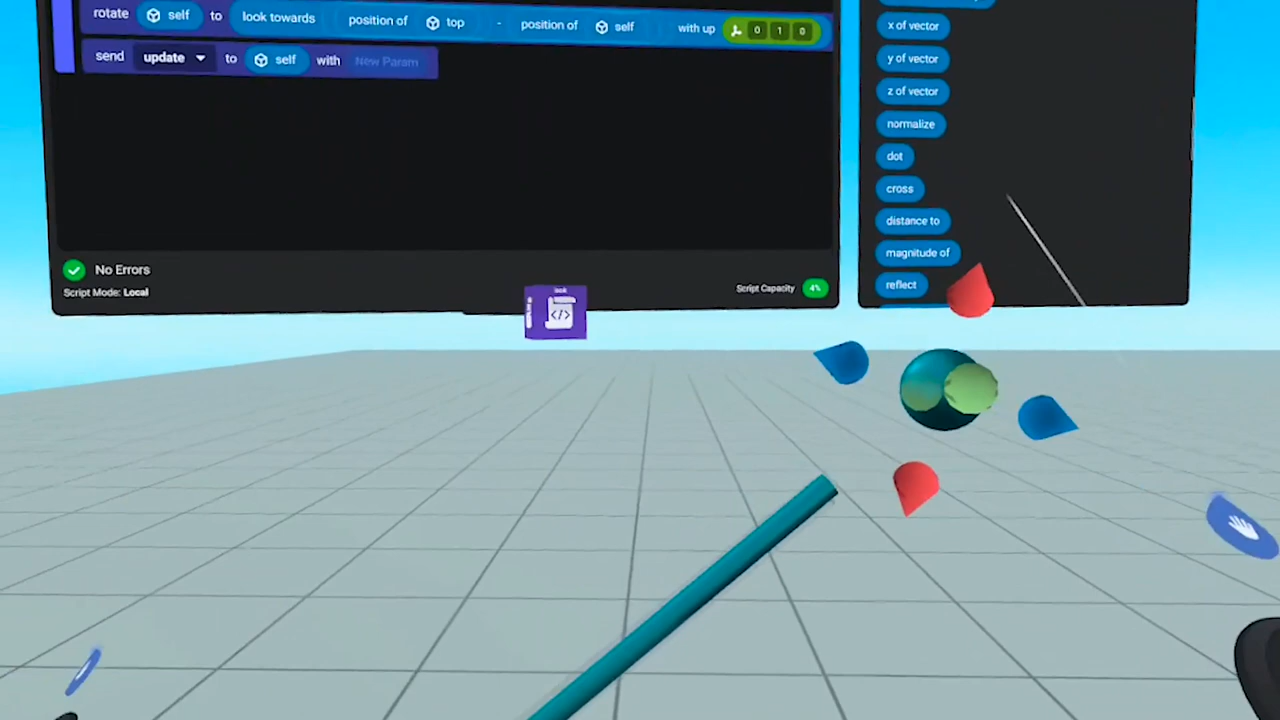 rotate self to look towards position of top - position of self with up 0 1 0
send update to self with New Param
No Errors
Script Mode: Local
Script Capacity 4%
x of vector
y of vector
z of vector
normalize
dot
cross
distance to
magnitude of
reflect
look